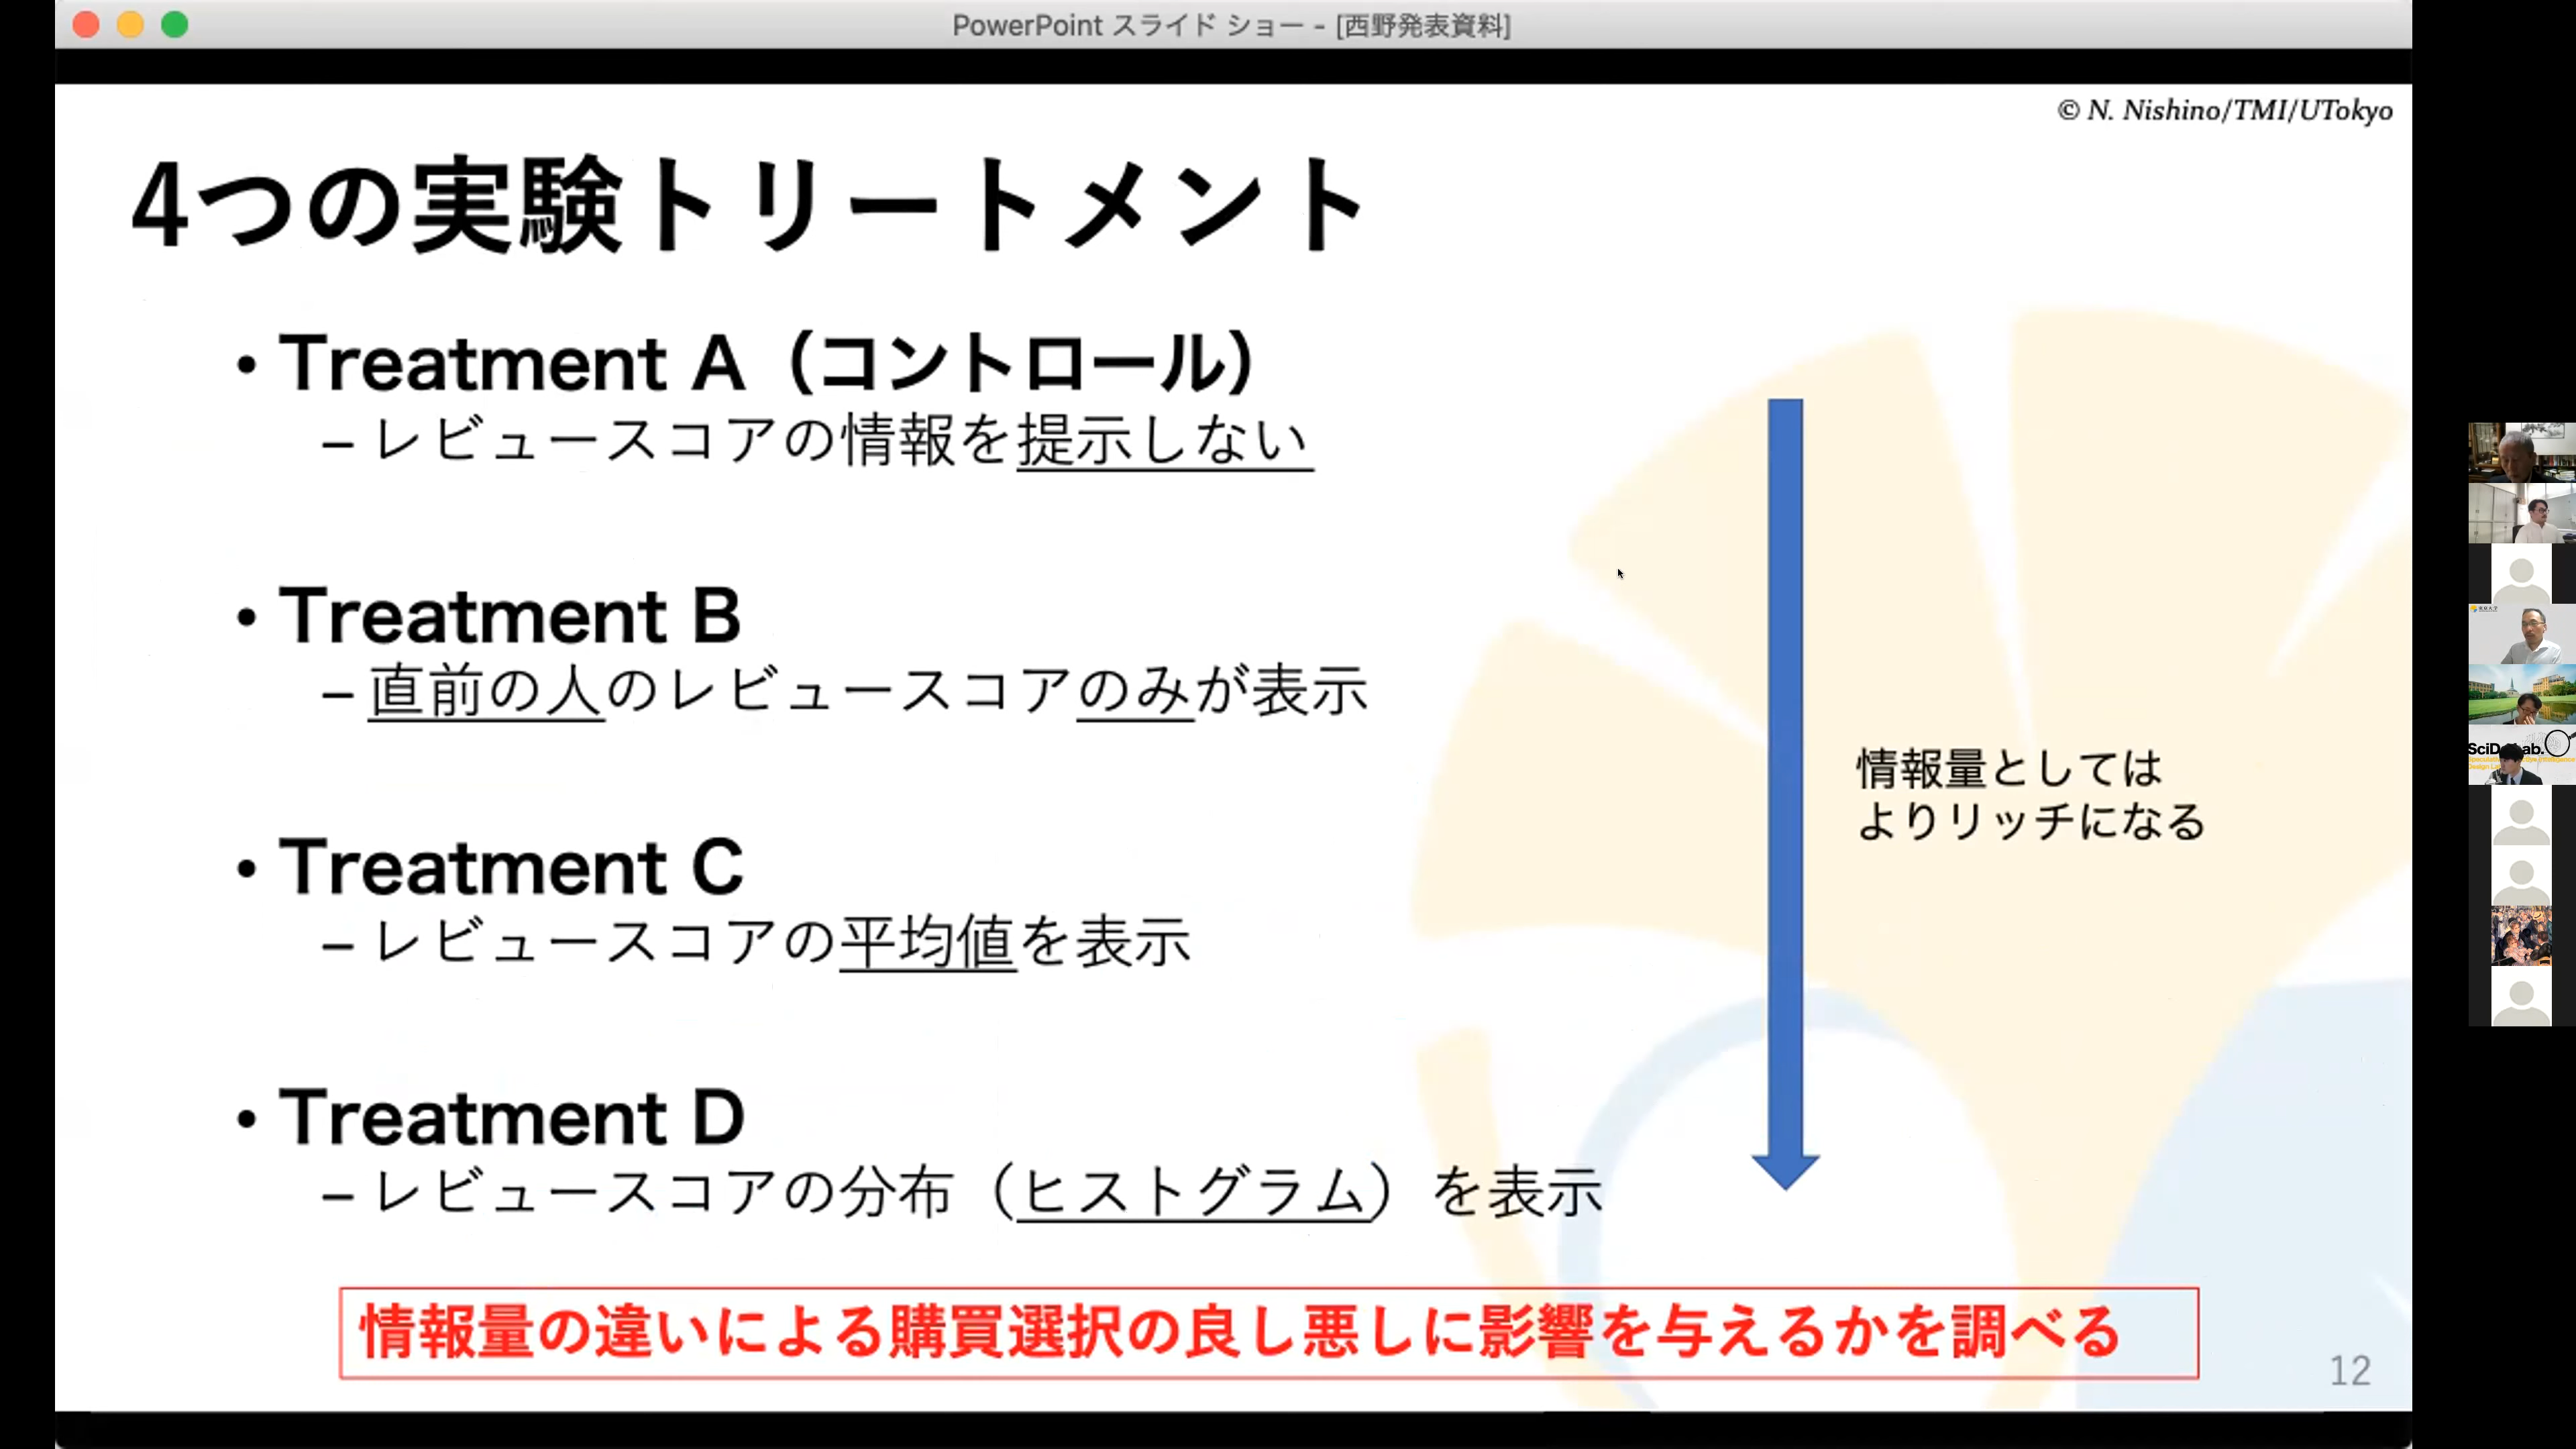 PowerPoint スライド ショー - [西野発表資料]
© N. Nishino/TMI/UTokyo
4つの実験トリートメント
• Treatment A（コントロール）
– レビュースコアの情報を提示しない
• Treatment B
– 直前の人のレビュースコアのみが表示
• Treatment C
– レビュースコアの平均値を表示
• Treatment D
– レビュースコアの分布（ヒストグラム）を表示
情報量としては
よりリッチになる
情報量の違いによる購買選択の良し悪しに影響を与えるかを調べる
12